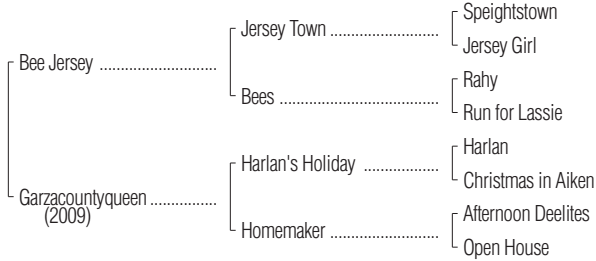 Speightstown
Jersey Town ..............................
Jersey Girl
Bee Jersey .................................
Rahy
Bees ............................................
Run for Lassie
Harlan
Harlan's Holiday .....................
Christmas in Aiken
Garzacountyqueen ..................
(2009)
Afternoon Deelites
Homemaker ..............................
Open House